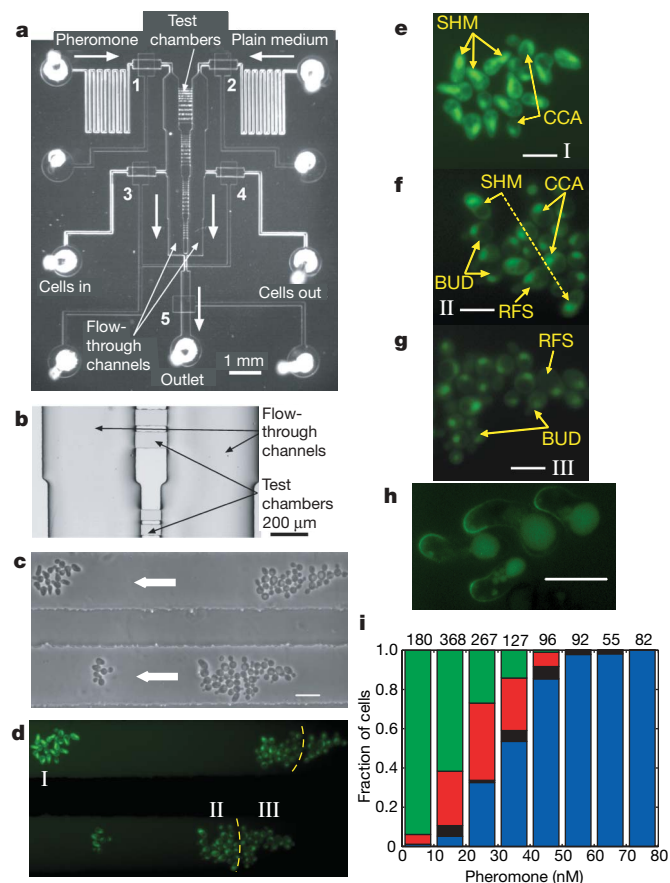 a
Test
chambers
Pheromone
Plain medium
1
2
3
4
Cells in
Cells out
Flow-
through
channels
5
1 mm
Outlet
b
Flow-
through
channels
Test
chambers
200 μm
c
d
I
II
III
e
SHM
CCA
I
f
SHM
CCA
BUD
RFS
II
g
RFS
BUD
III
h
i
180 368 267 127 96 92 55 82
1.0
0.8
0.6
0.4
0.2
0
Fraction of cells
0 10 20 30 40 50 60 70 80
Pheromone (nM)